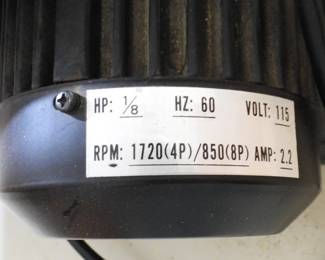 HP: 1/8 HZ: 60 VOLT: 115
RPM: 1720(4P)/850(8P) AMP: 2.2